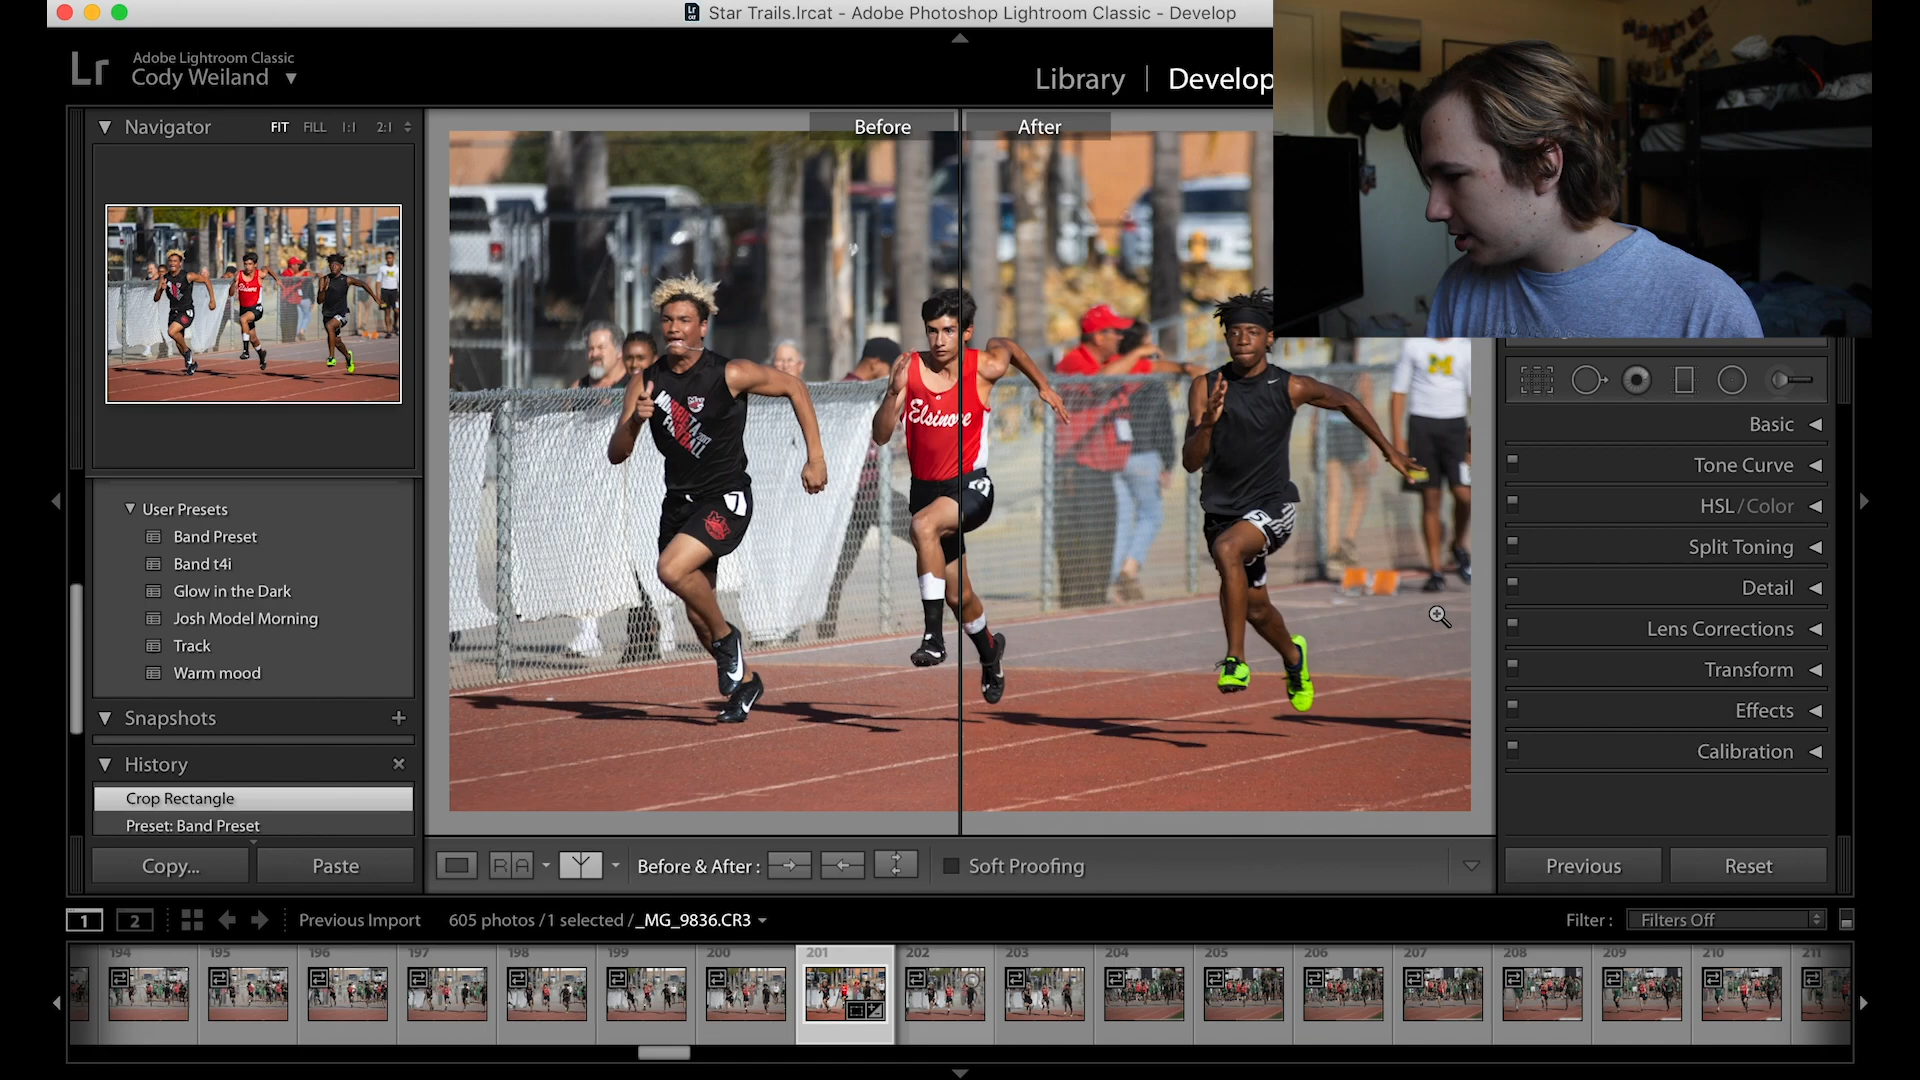 Star Trails.lrcat - Adobe Photoshop Lightroom Classic - Develop
Lr
Adobe Lightroom Classic
Cody Weiland ▼
Library | Develop
Navigator
FIT FILL 1:1 2:1
Before
After
MURRIETA
FOOTBALL
7
Elsinore
M
Basic
Tone Curve
HSL / Color
Split Toning
Detail
Lens Corrections
Transform
Effects
Calibration
User Presets
Band Preset
Band t4i
Glow in the Dark
Josh Model Morning
Track
Warm mood
Snapshots +
History ×
Crop Rectangle
Preset: Band Preset
Copy... Paste
R A
Y
Before & After :
Soft Proofing
Previous Reset
1 2
Previous Import
605 photos / 1 selected / _MG_9836.CR3
Filter : Filters Off
194 195 196 197 198 199 200 201 202 203 204 205 206 207 208 209 210 211